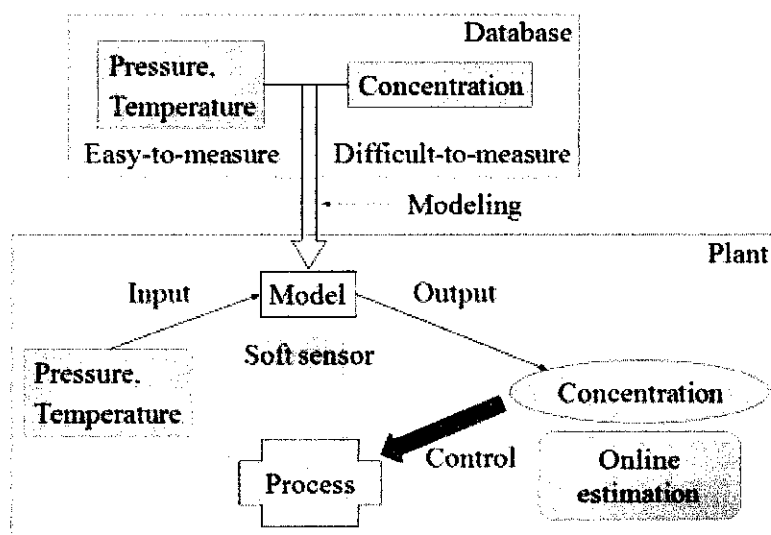 Database
Pressure,
Temperature
Concentration
Easy-to-measure
Difficult-to-measure
Modeling
Plant
Input
Model
Output
Soft sensor
Pressure,
Temperature
Concentration
Control
Process
Online
estimation